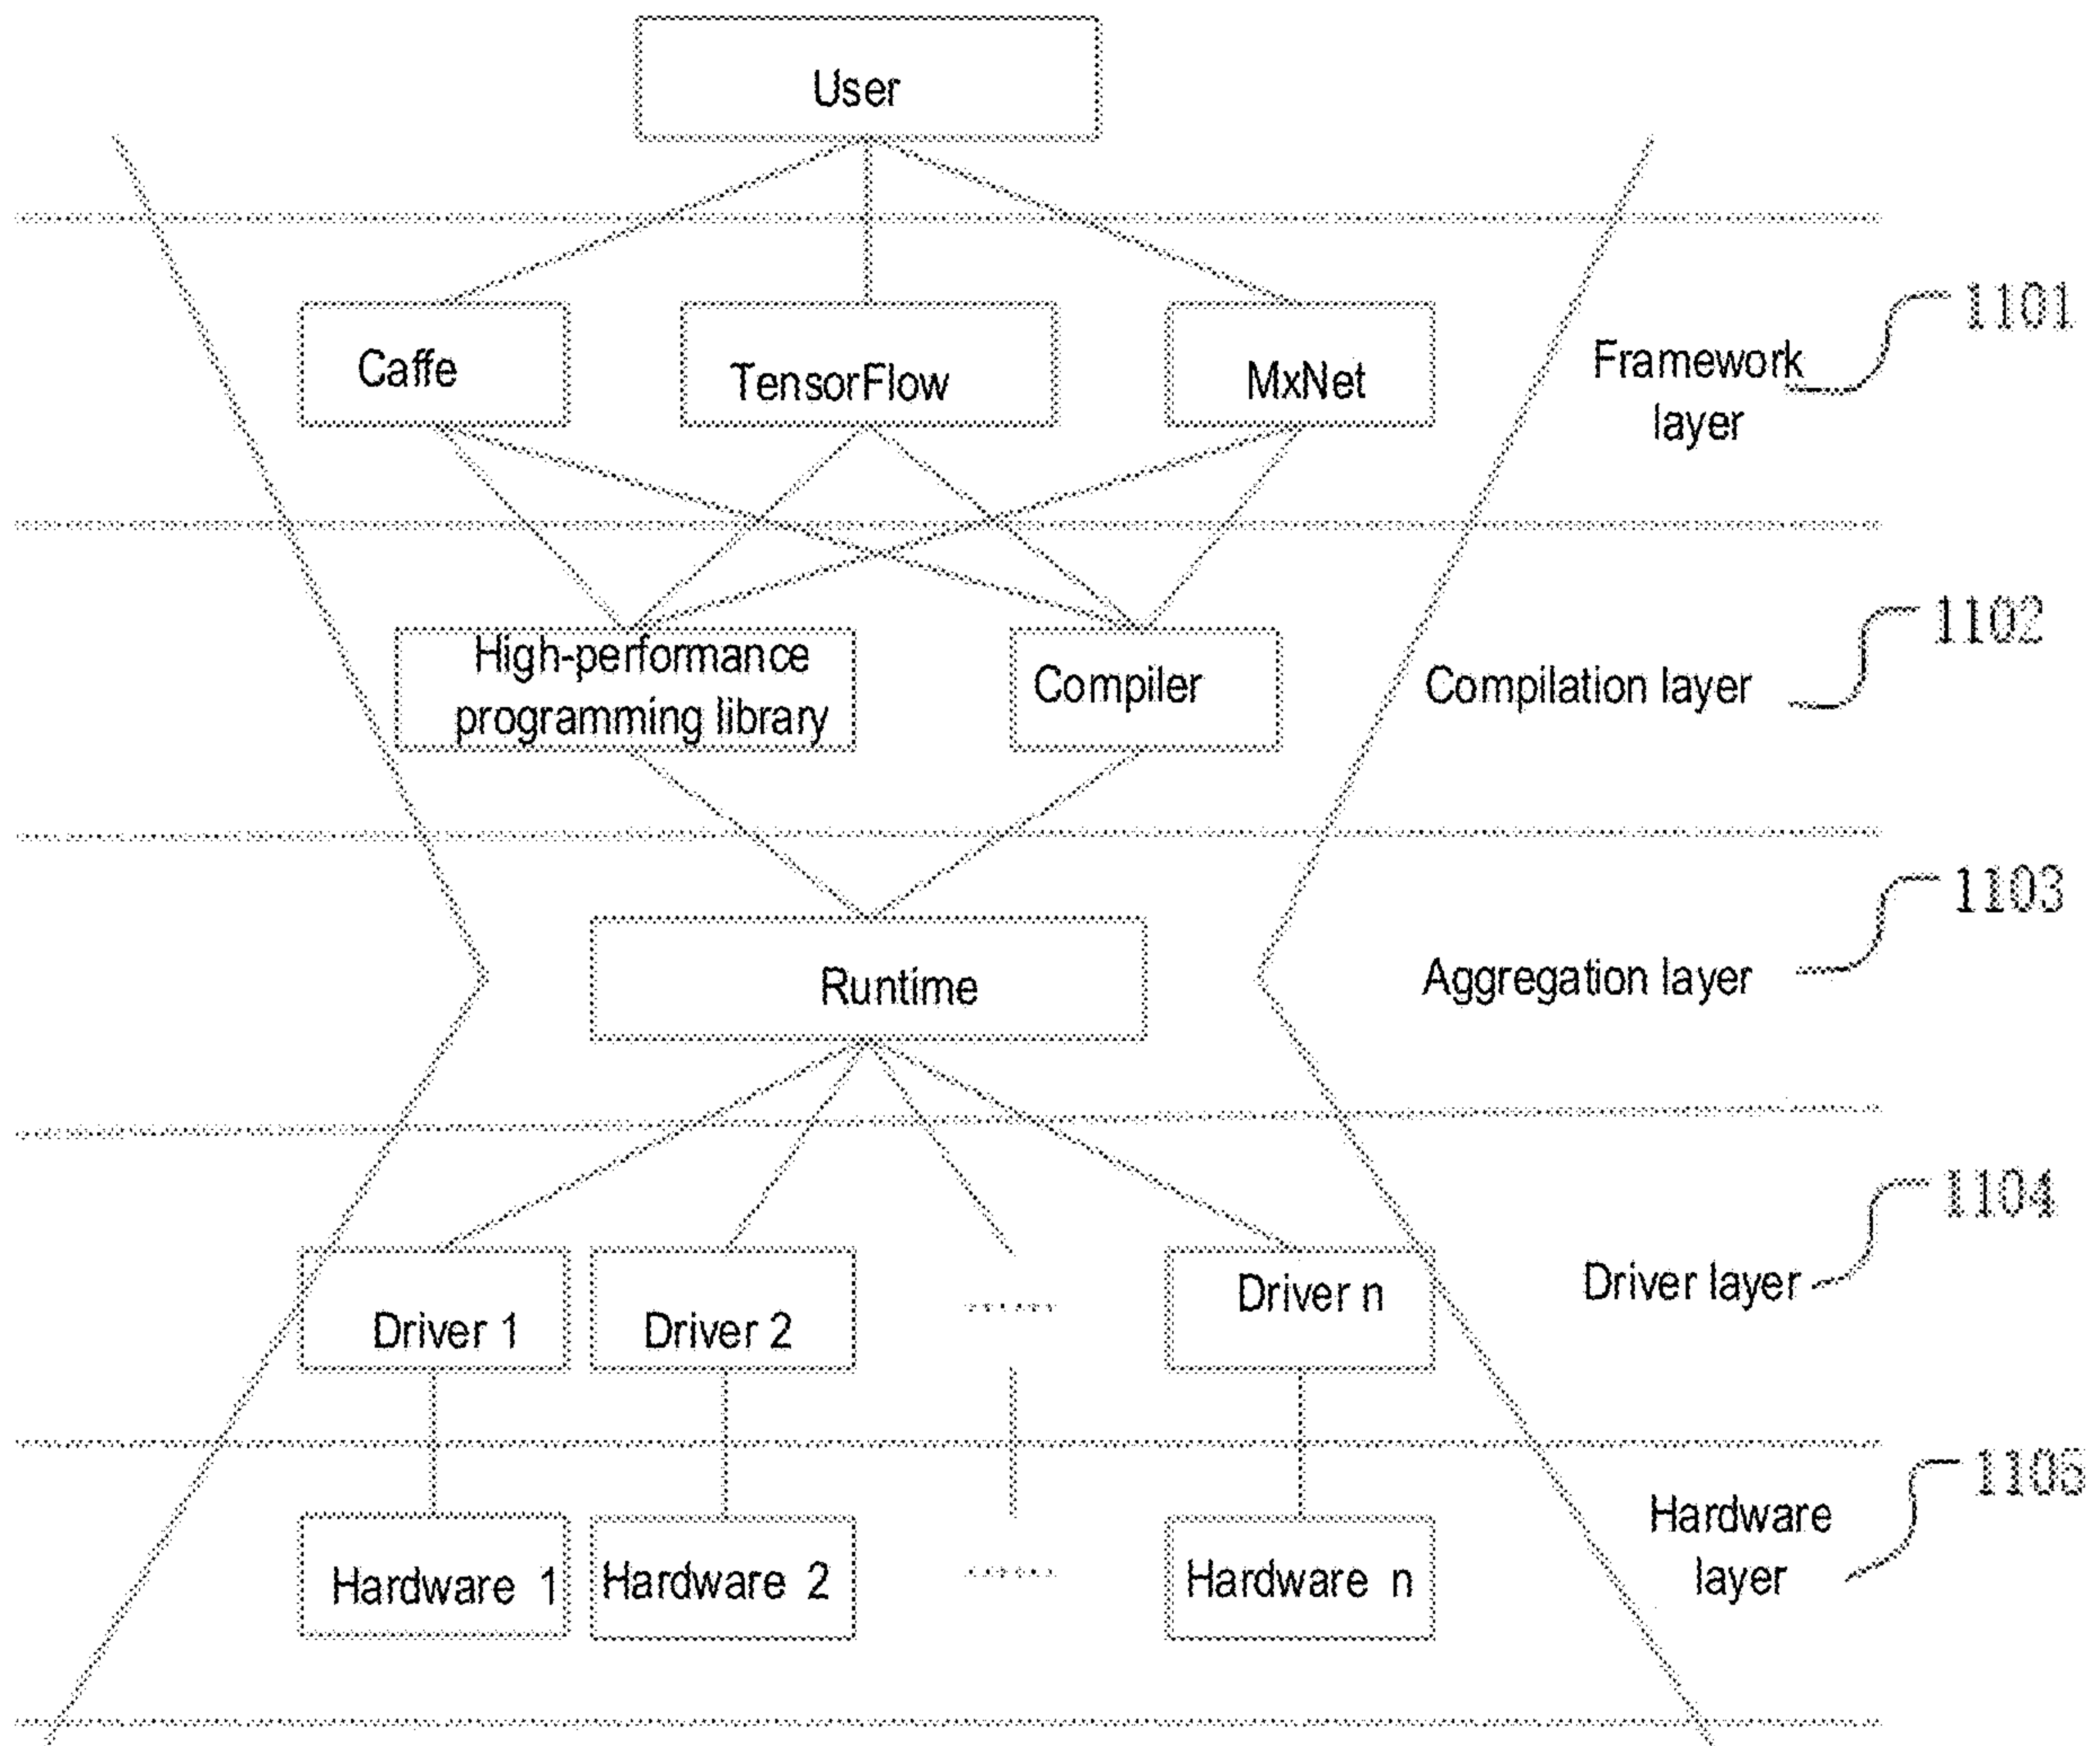 User
Caffe
TensorFlow
MxNet
Framework
layer
1101
High-performance
programming library
Compiler
Compilation layer
1102
Runtime
Aggregation layer
1103
Driver 1
Driver 2
Driver n
Driver layer
1104
Hardware 1
Hardware 2
Hardware n
Hardware
layer
1105